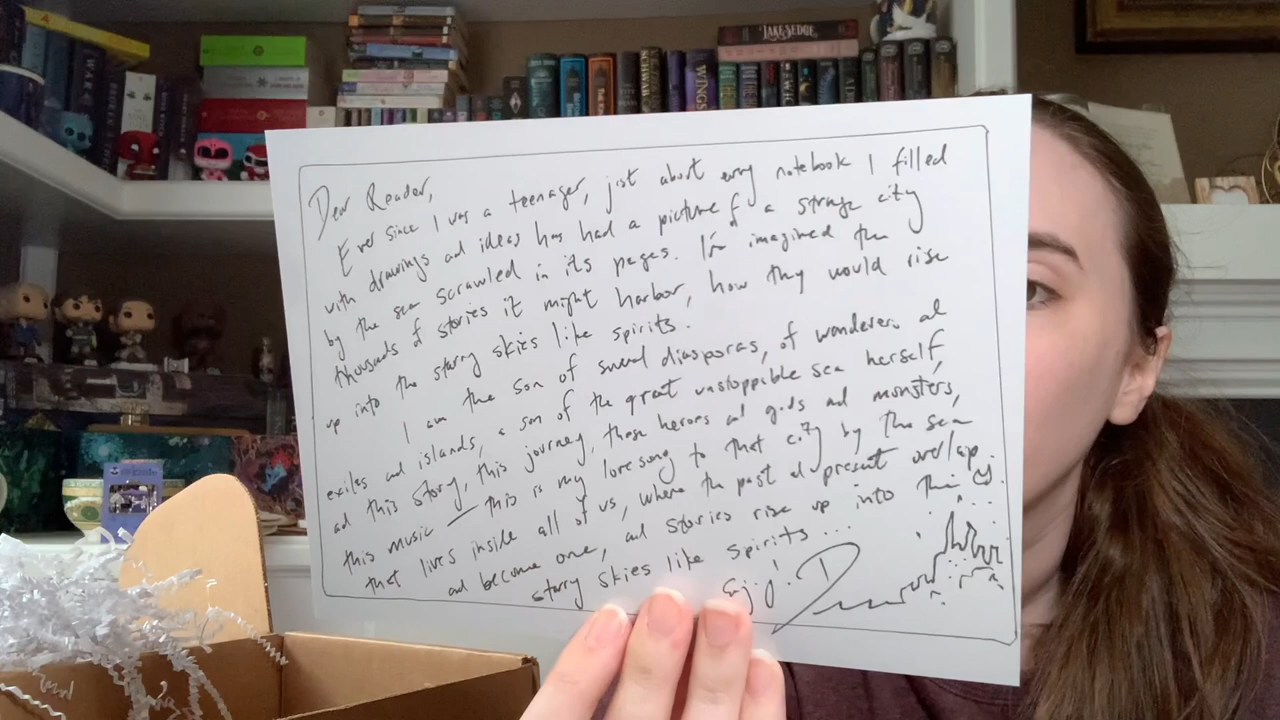 JAKESEDGE
WINGS
Dear Reader,
Ever since I was a teenager, just about every notebook I filled
with drawings and ideas has had a picture of a strange city
by the sea scrawled in its pages. I've imagined the
thousands of stories it might harbor, how they would rise
up into the starry skies like spirits.
I am the son of several diasporas, of wanderers and
exiles and islands, a son of the great unstoppable sea herself,
and this story, this journey, these heroes and gods and monsters,
this music — this is my lovesong to that city by the sea
that lives inside all of us, where the past and present overlap
and become one, and stories rise up into the
starry skies like spirits...
Enjoy!